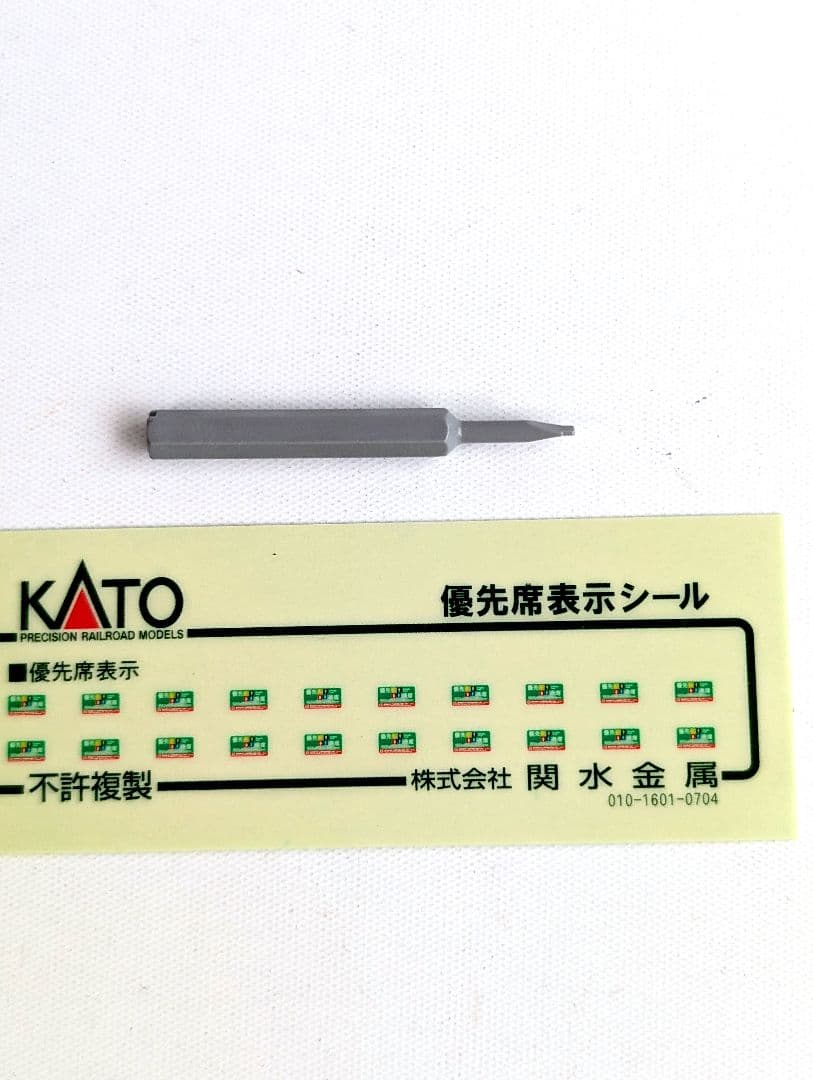 KATO
PRECISION RAILROAD MODELS
優先席表示シール
■優先席表示
不許複製
株式会社 関水金属
010-1601-0704